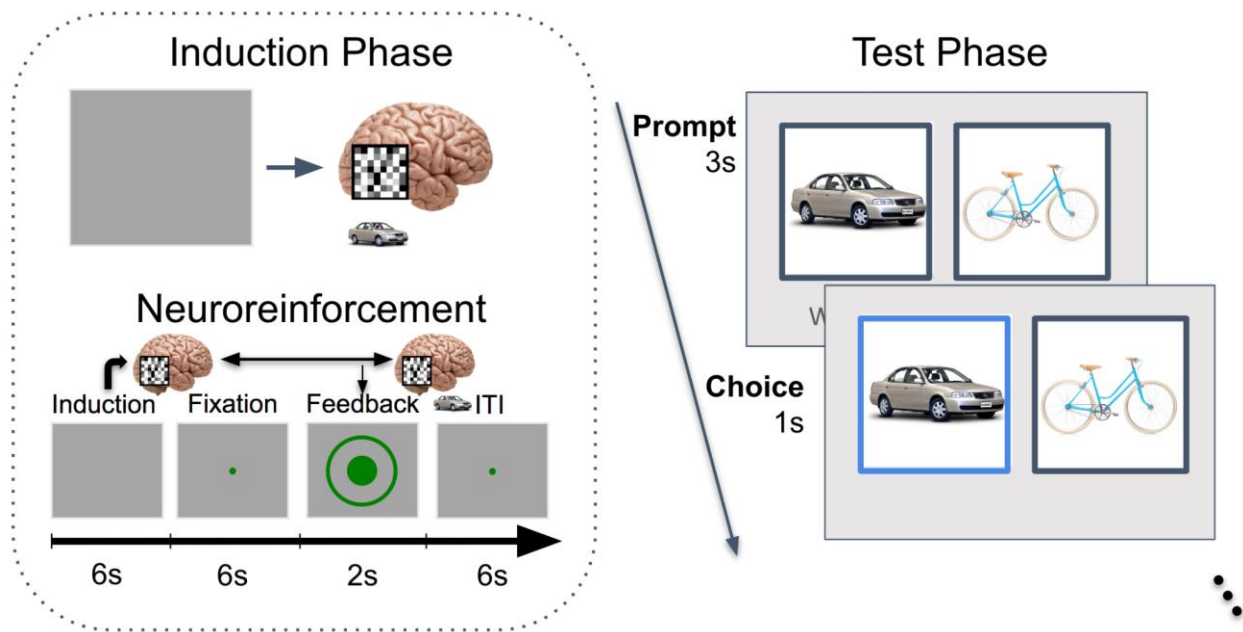 Induction Phase
Neuroreinforcement
Induction Fixation Feedback ITI
6s 6s 2s 6s
Test Phase
Prompt
3s
W
Choice
1s